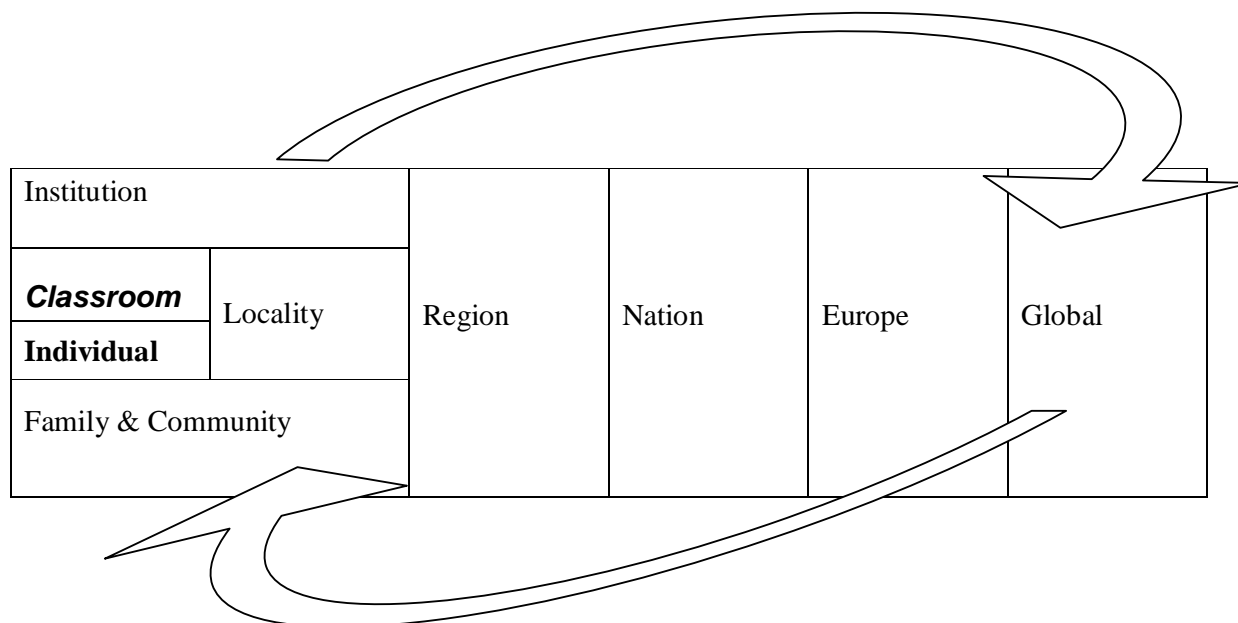 Institution
Classroom
Individual
Locality
Family & Community
Region
Nation
Europe
Global